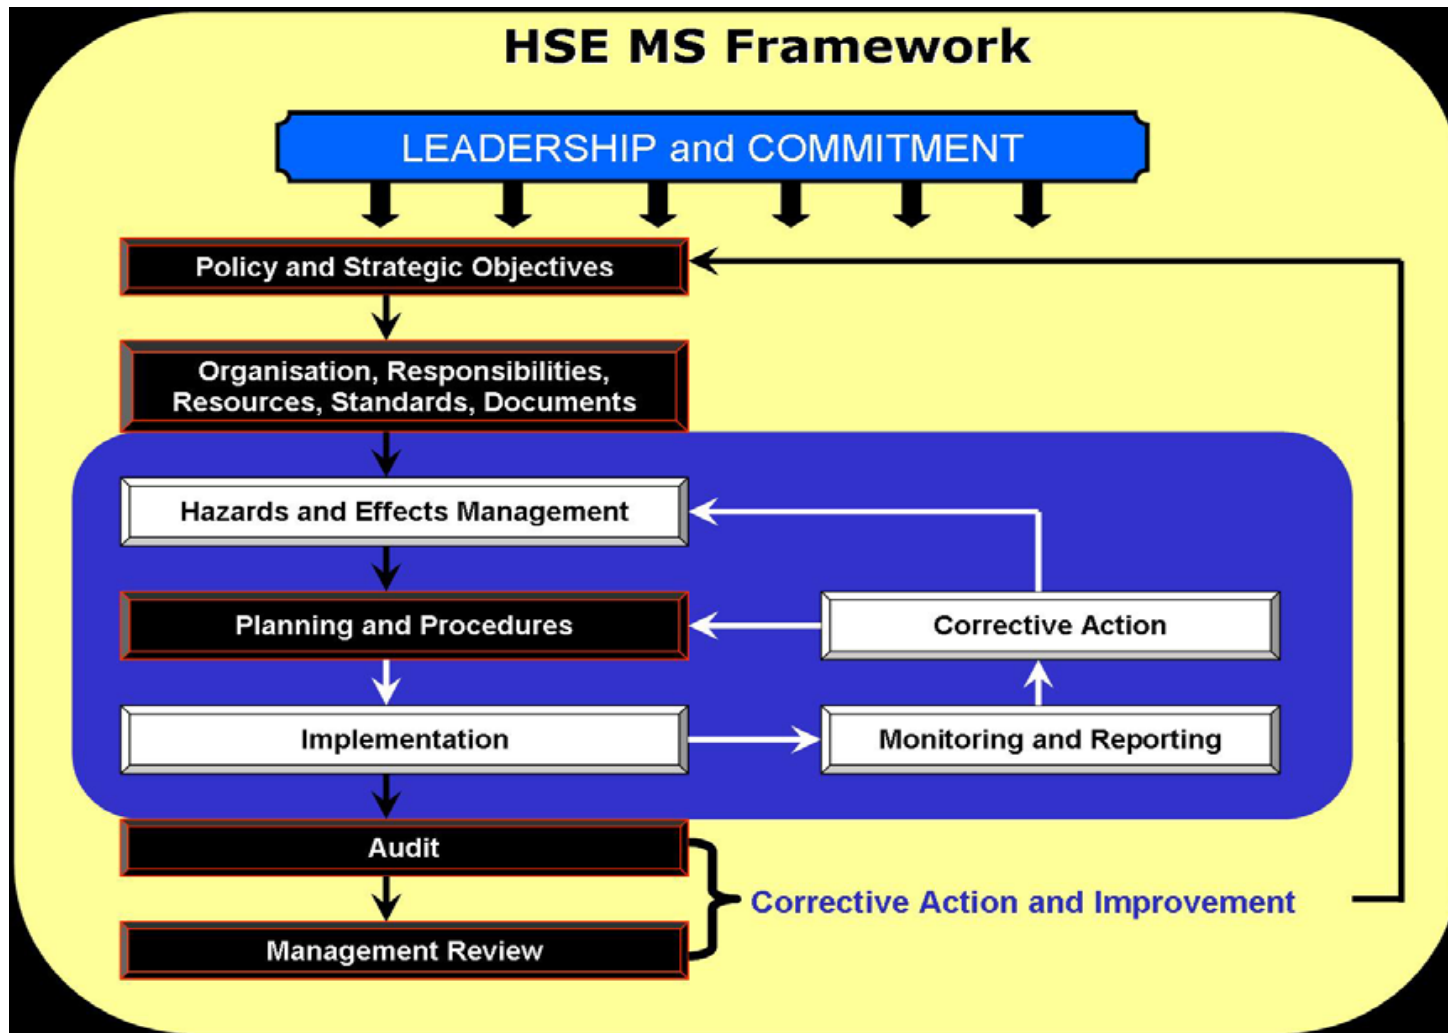 HSE MS Framework
LEADERSHIP and COMMITMENT
Policy and Strategic Objectives
Organisation, Responsibilities,
Resources, Standards, Documents
Hazards and Effects Management
Planning and Procedures
Corrective Action
Implementation
Monitoring and Reporting
Audit
Corrective Action and Improvement
Management Review